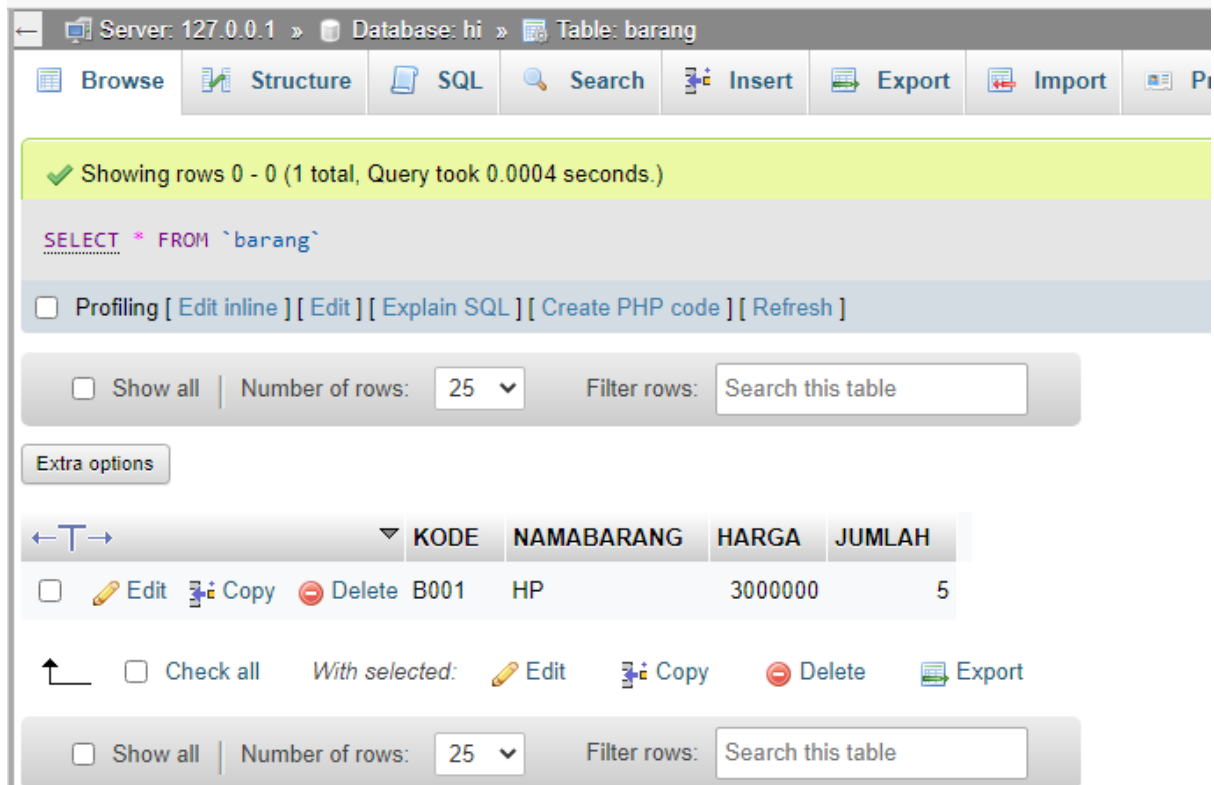 Server: 127.0.0.1 » Database: hi » Table: barang
Browse Structure SQL Search Insert Export Import
Showing rows 0 - 0 (1 total, Query took 0.0004 seconds.)
SELECT * FROM `barang`
Profiling [ Edit inline ] [ Edit ] [ Explain SQL ] [ Create PHP code ] [ Refresh ]
Show all | Number of rows: 25 Filter rows: Search this table
Extra options
←T→ KODE NAMABARANG HARGA JUMLAH
Edit Copy Delete B001 HP 3000000 5
Check all With selected: Edit Copy Delete Export
Show all | Number of rows: 25 Filter rows: Search this table